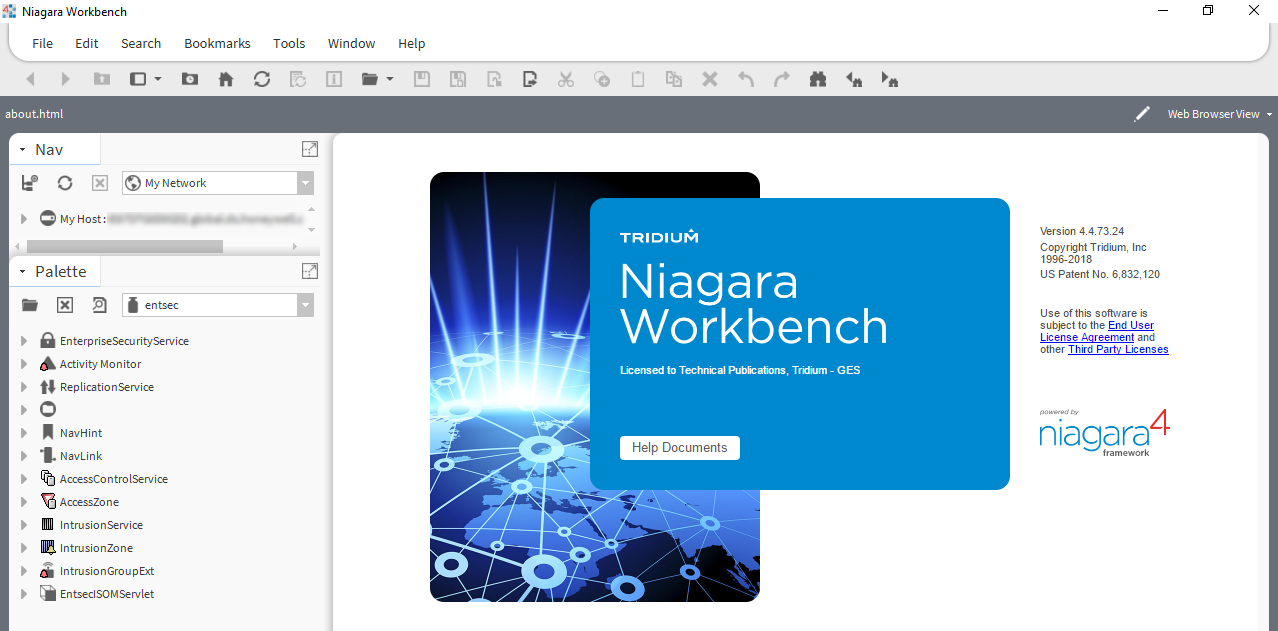 Niagara Workbench
File Edit Search Bookmarks Tools Window Help
about.html
Web Browser View
Nav
My Network
My Host :
Palette
entsec
EnterpriseSecurityService
Activity Monitor
ReplicationService
NavHint
NavLink
AccessControlService
AccessZone
IntrusionService
IntrusionZone
IntrusionGroupExt
EntsecISOMServlet
TRIDIUM
Niagara
Workbench
Licensed to Technical Publications, Tridium - GES
Help Documents
Version 4.4.73.24
Copyright Tridium, Inc
1996-2018
US Patent No. 6,832,120
Use of this software is
subject to the End User
License Agreement and
other Third Party Licenses
powered by
niagara4
framework